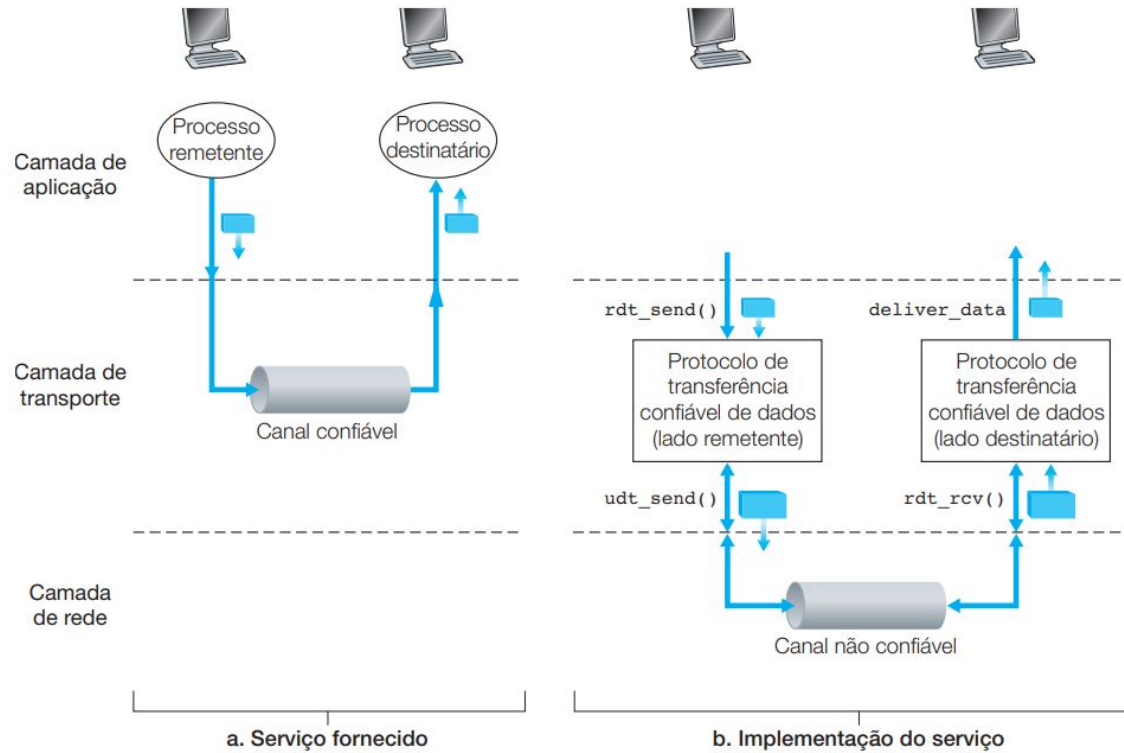 Processo
remetente
Processo
destinatário
Camada de
aplicação
Camada de
transporte
Canal confiável
rdt_send()
deliver_data
Protocolo de
transferência
confiável de dados
(lado remetente)
Protocolo de
transferência
confiável de dados
(lado destinatário)
udt_send()
rdt_rcv()
Camada
de rede
Canal não confiável
a. Serviço fornecido
b. Implementação do serviço